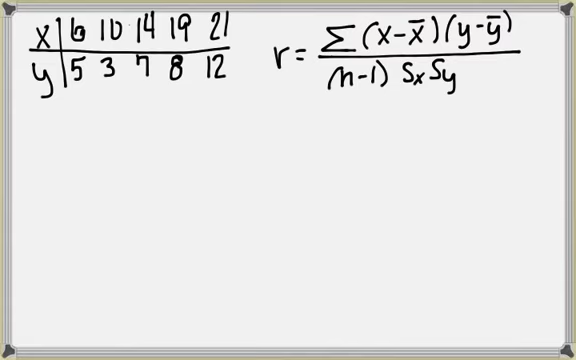 x | 6 10 14 19 21
y | 5 3 7 8 12
r = Σ(x-x̄)(y-ȳ) / (n-1) Sx Sy